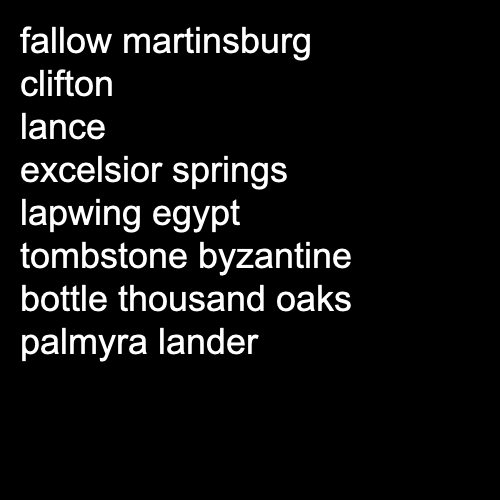 fallow martinsburg
clifton
lance
excelsior springs
lapwing egypt
tombstone byzantine
bottle thousand oaks
palmyra lander